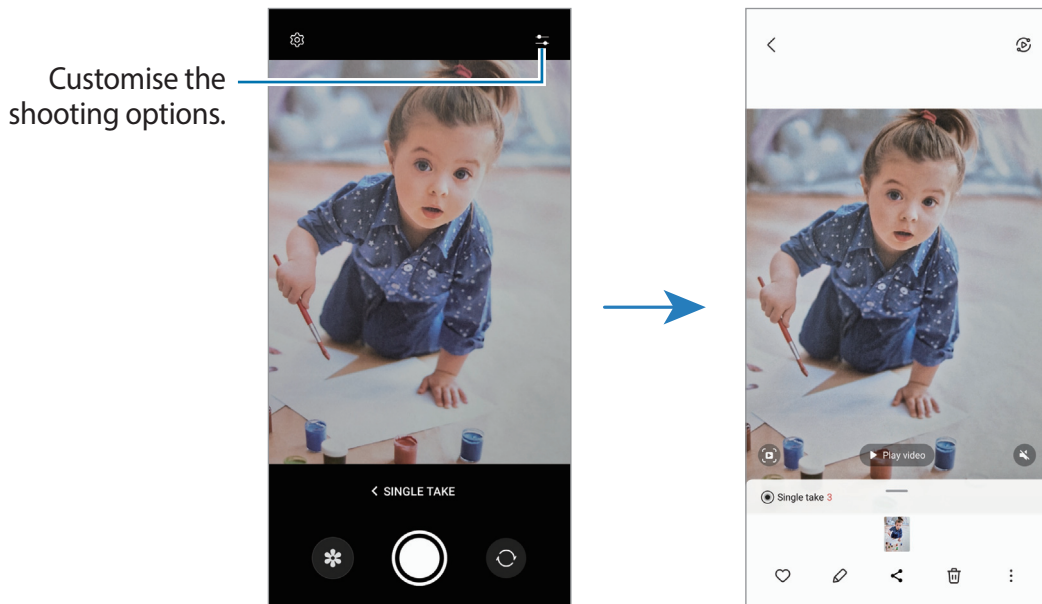 Customise the
shooting options.
SINGLE TAKE
Play video
Single take 3